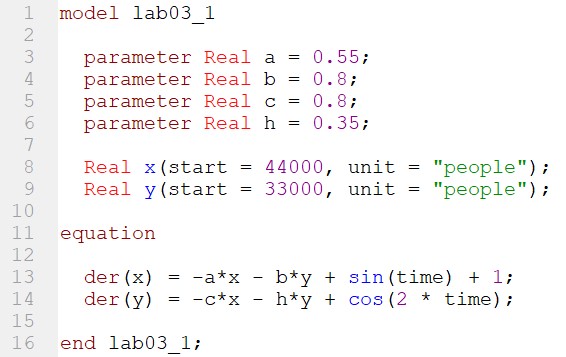 1 model lab03_1
2
3   parameter Real a = 0.55;
4   parameter Real b = 0.8;
5   parameter Real c = 0.8;
6   parameter Real h = 0.35;
7
8   Real x(start = 44000, unit = "people");
9   Real y(start = 33000, unit = "people");
10
11 equation
12
13   der(x) = -a*x - b*y + sin(time) + 1;
14   der(y) = -c*x - h*y + cos(2 * time);
15
16 end lab03_1;